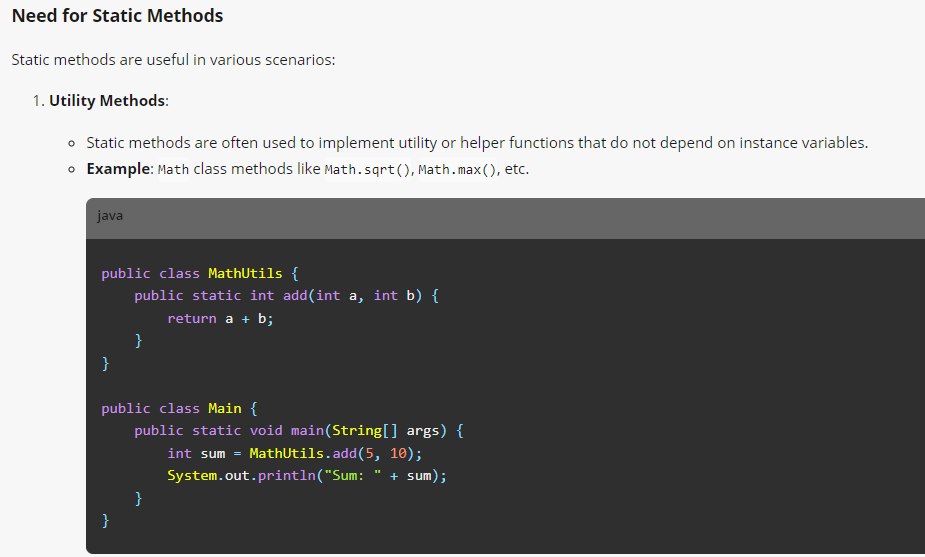 Need for Static Methods
Static methods are useful in various scenarios:
1. Utility Methods:
Static methods are often used to implement utility or helper functions that do not depend on instance variables.
Example: Math class methods like Math.sqrt(), Math.max(), etc.
java
public class MathUtils {
    public static int add(int a, int b) {
        return a + b;
    }
}
public class Main {
    public static void main(String[] args) {
        int sum = MathUtils.add(5, 10);
        System.out.println("Sum: " + sum);
    }
}